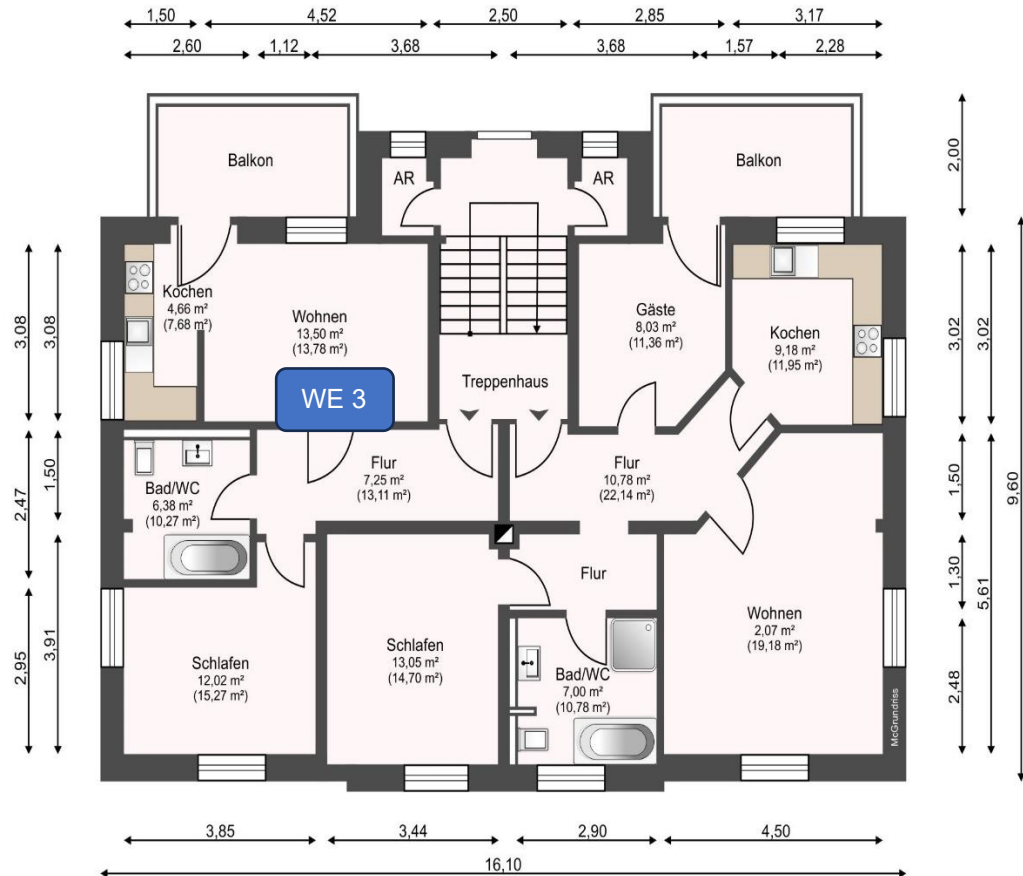 1,50
4,52
2,50
2,85
3,17
2,60
1,12
3,68
3,68
1,57
2,28
Balkon
AR
AR
Balkon
2,00
Kochen
4,66 m²
(7,68 m²)
Wohnen
13,50 m²
(13,78 m²)
WE 3
Treppenhaus
Gäste
8,03 m²
(11,36 m²)
Kochen
9,18 m²
(11,95 m²)
3,08
3,08
3,02
3,02
Bad/WC
6,38 m²
(10,27 m²)
Flur
7,25 m²
(13,11 m²)
Flur
10,78 m²
(22,14 m²)
2,47
1,50
1,50
9,60
Flur
1,30
5,61
Schlafen
12,02 m²
(15,27 m²)
Schlafen
13,05 m²
(14,70 m²)
Bad/WC
7,00 m²
(10,78 m²)
Wohnen
2,07 m²
(19,18 m²)
2,95
3,91
2,48
McGrundriss
3,85
3,44
2,90
4,50
16,10